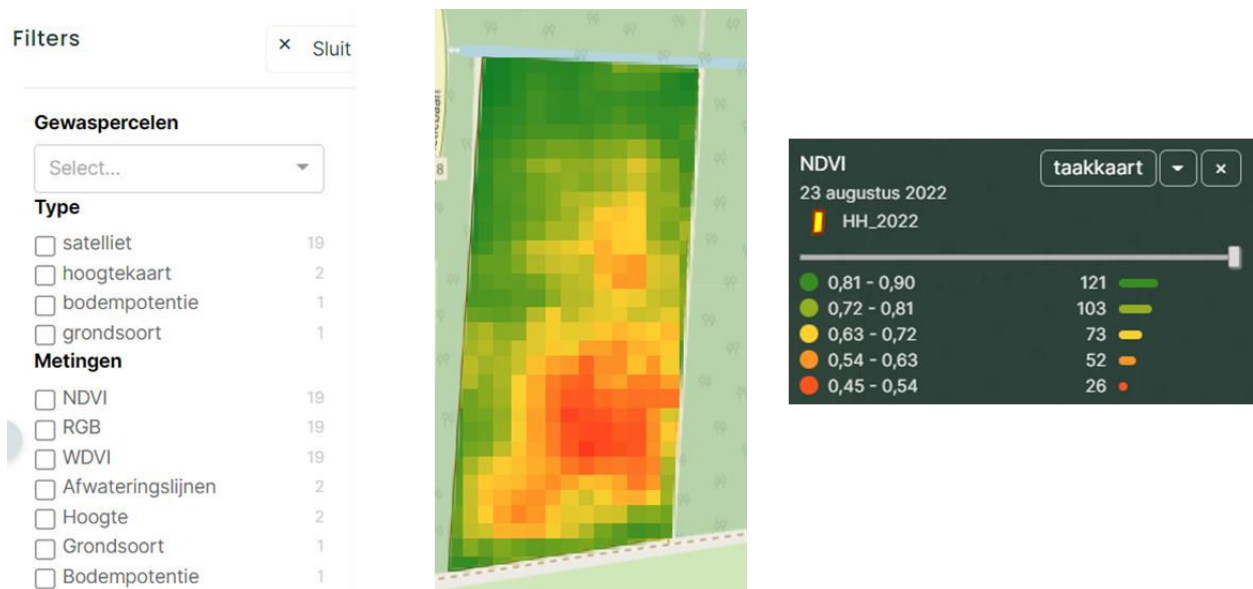 Filters
× Sluit
Gewaspercelen
Select...
Type
satelliet 19
hoogtekaart 2
bodempotentie 1
grondsoort 1
Metingen
NDVI 19
RGB 19
WDVI 19
Afwateringslijnen 2
Hoogte 2
Grondsoort 1
Bodempotentie 1
8
NDVI
taakkaart
×
23 augustus 2022
HH_2022
0,81 - 0,90 121
0,72 - 0,81 103
0,63 - 0,72 73
0,54 - 0,63 52
0,45 - 0,54 26